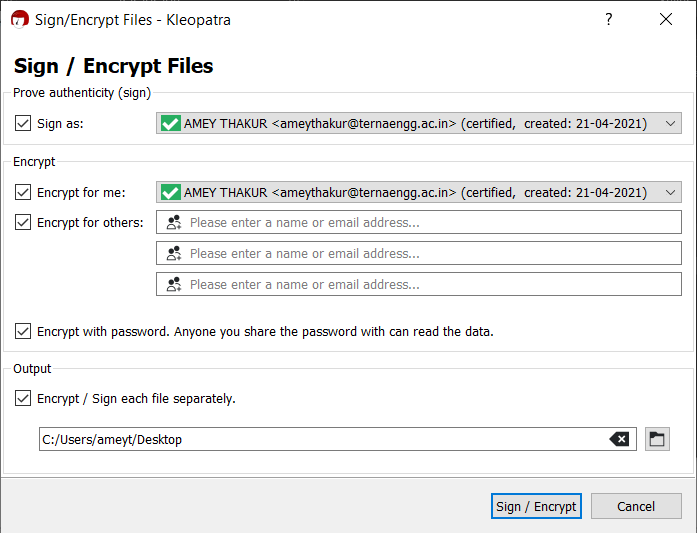 Sign/Encrypt Files - Kleopatra
?
Sign / Encrypt Files
Prove authenticity (sign)
Sign as: AMEY THAKUR <ameythakur@ternaengg.ac.in> (certified, created: 21-04-2021)
Encrypt
Encrypt for me: AMEY THAKUR <ameythakur@ternaengg.ac.in> (certified, created: 21-04-2021)
Encrypt for others: Please enter a name or email address...
Please enter a name or email address...
Please enter a name or email address...
Encrypt with password. Anyone you share the password with can read the data.
Output
Encrypt / Sign each file separately.
C:/Users/ameyt/Desktop
Sign / Encrypt Cancel